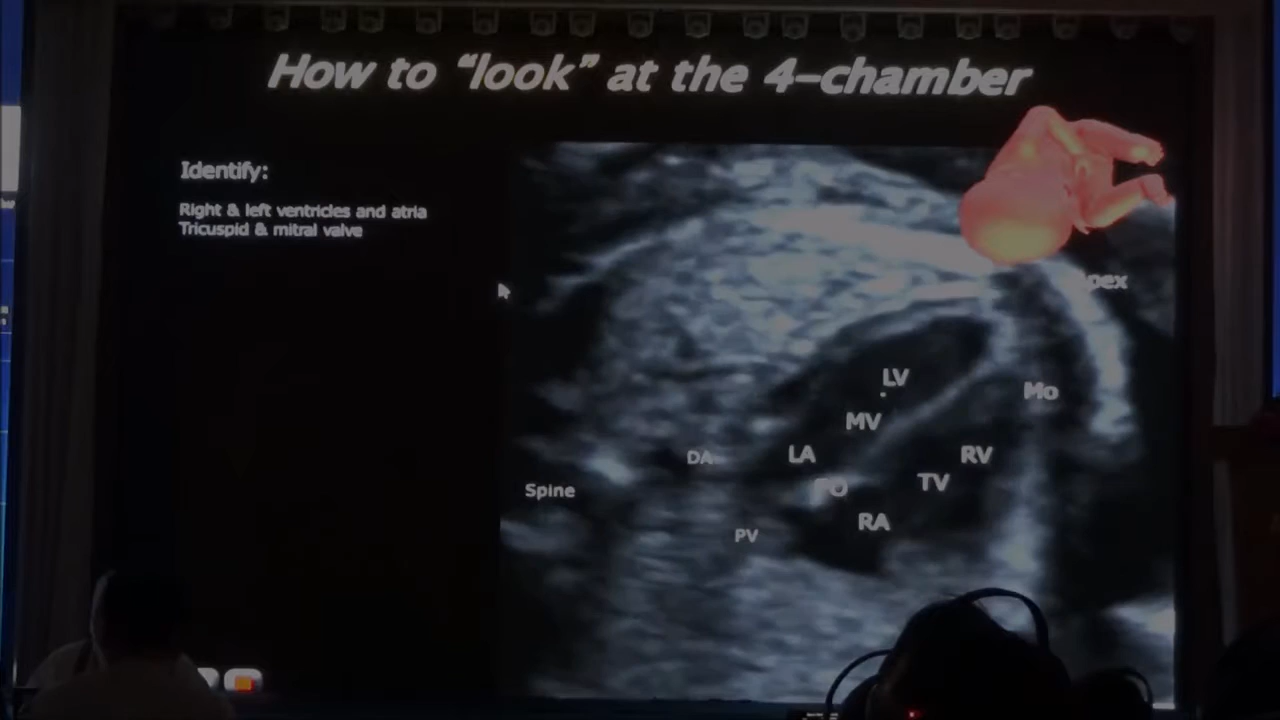 How to “look” at the 4-chamber
Identify:
Right & left ventricles and atria
Tricuspid & mitral valve
LV
Mo
MV
LA
RV
DA
TV
Spine
RA
PV